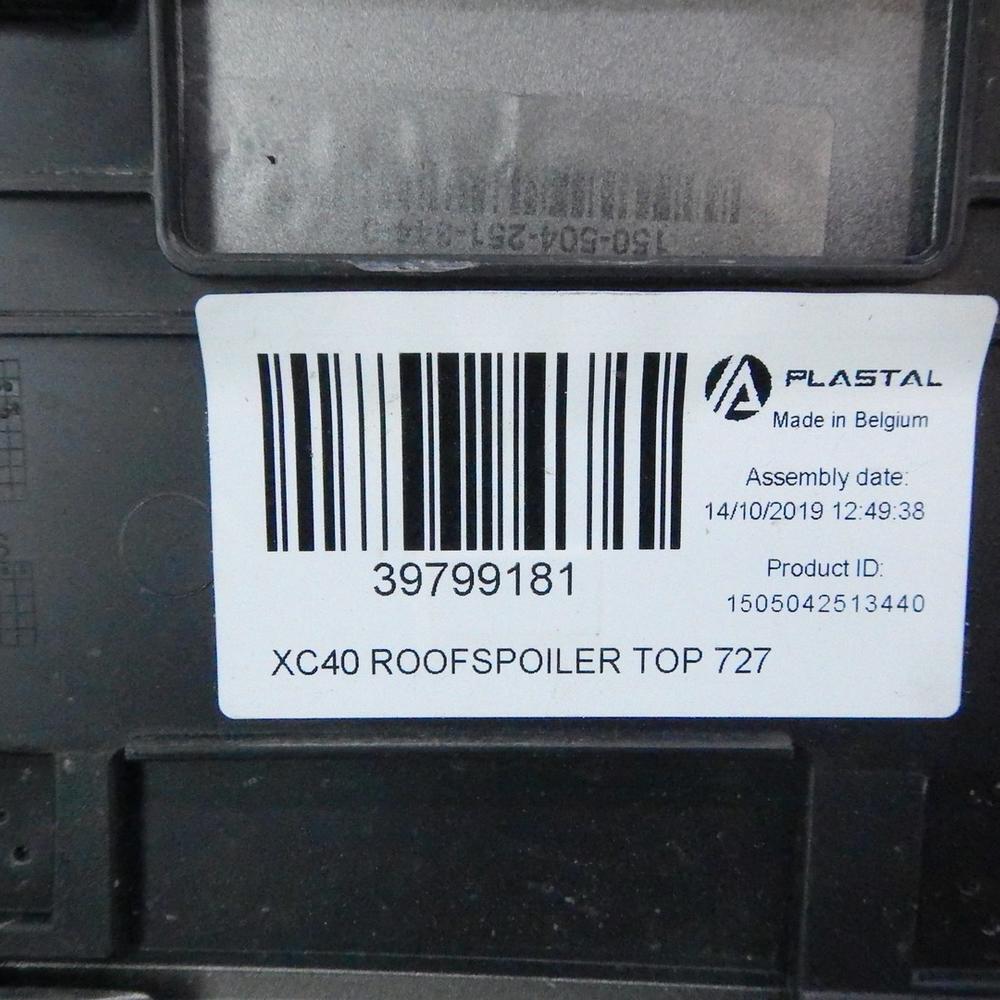 150-504-251-344-0
PLASTAL
Made in Belgium
Assembly date:
14/10/2019 12:49:38
39799181
Product ID:
1505042513440
XC40 ROOFSPOILER TOP 727